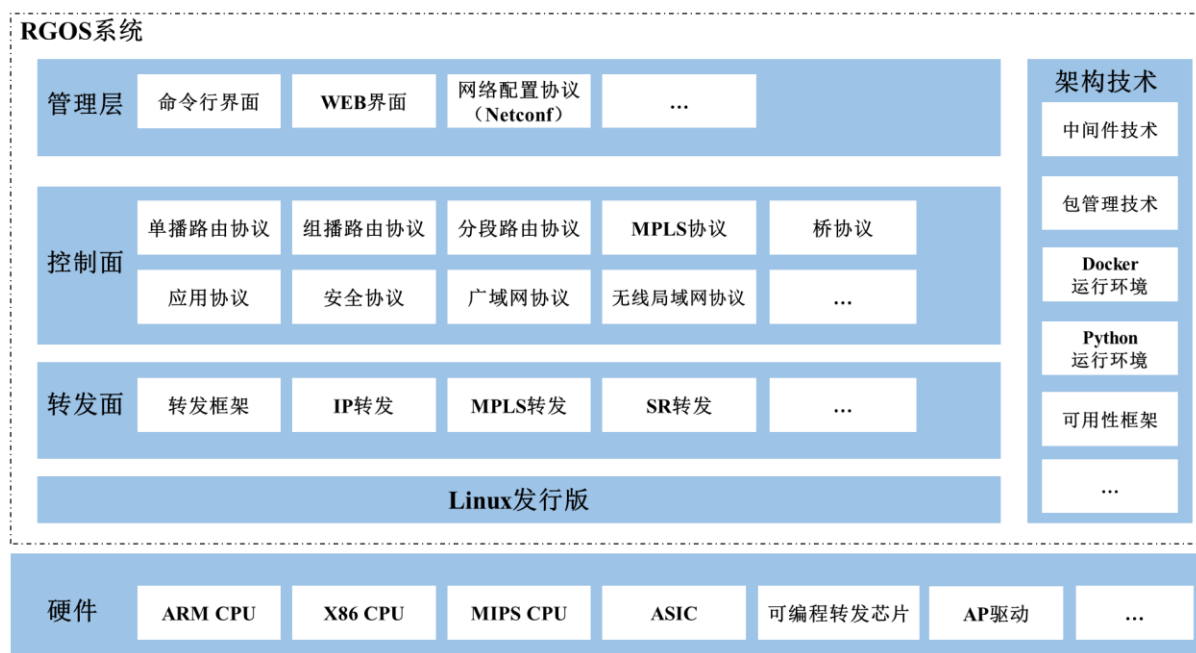 RGOS系统
管理层
命令行界面
WEB界面
网络配置协议
（Netconf）
...
控制面
单播路由协议
组播路由协议
分段路由协议
MPLS协议
桥协议
应用协议
安全协议
广域网协议
无线局域网协议
...
转发面
转发框架
IP转发
MPLS转发
SR转发
...
Linux发行版
架构技术
中间件技术
包管理技术
Docker
运行环境
Python
运行环境
可用性框架
...
硬件
ARM CPU
X86 CPU
MIPS CPU
ASIC
可编程转发芯片
AP驱动
...